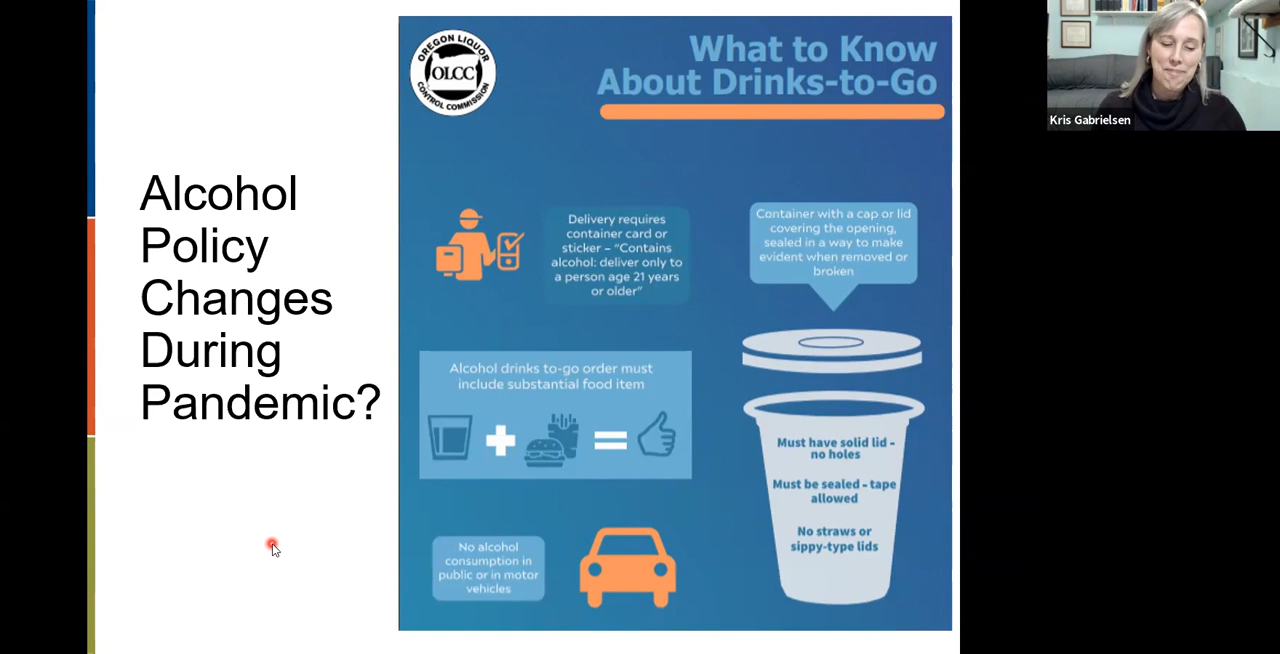 Alcohol
Policy
Changes
During
Pandemic?
OREGON LIQUOR
OLCC
CONTROL COMMISSION
What to Know
About Drinks-to-Go
Delivery requires
container card or
sticker – "Contains
alcohol: deliver only to
a person age 21 years
or older"
Container with a cap or lid
covering the opening,
sealed in a way to make
evident when removed or
broken
Alcohol drinks to-go order must
include substantial food item
Must have solid lid -
no holes
Must be sealed - tape
allowed
No straws or
sippy-type lids
No alcohol
consumption in
public or in motor
vehicles
Kris Gabrielsen